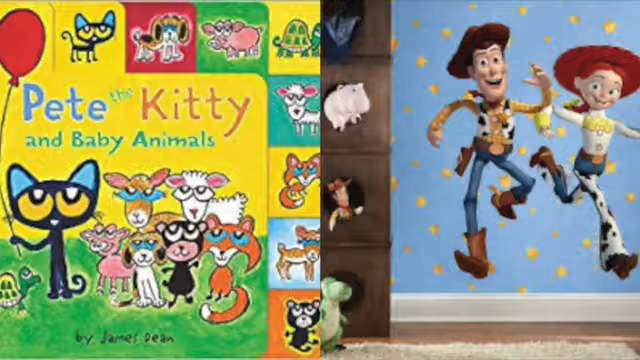 Pete the Kitty
and Baby Animals
by James Dean